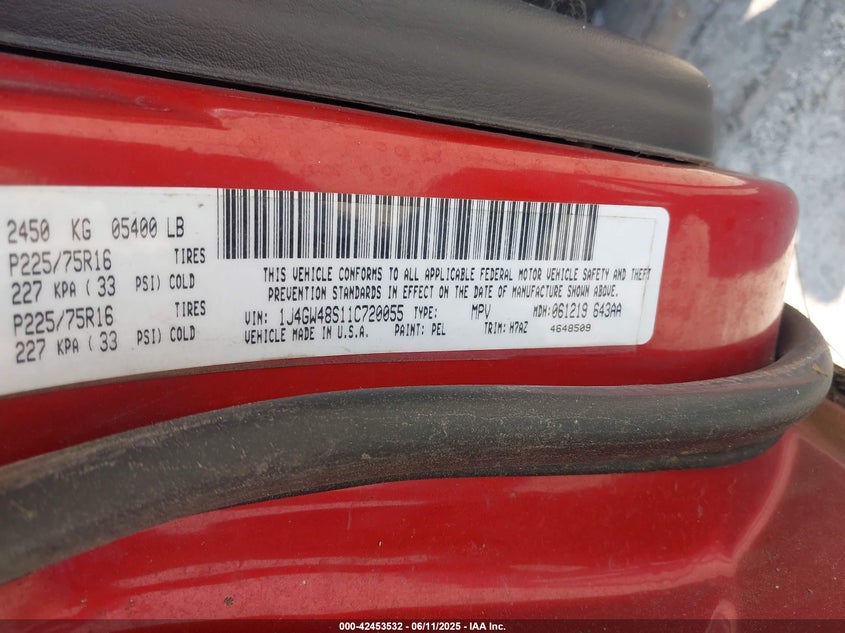 2450 KG 05400 LB
P225/75R16 TIRES
227 KPA ( 33 PSI) COLD
P225/75R16 TIRES
227 KPA ( 33 PSI) COLD
THIS VEHICLE CONFORMS TO ALL APPLICABLE FEDERAL MOTOR VEHICLE SAFETY AND THEFT
PREVENTION STANDARDS IN EFFECT ON THE DATE OF MANUFACTURE SHOWN ABOVE.
VIN: 1J4GW48S11C720055 TYPE: MPV MDH:061219 643AA
VEHICLE MADE IN U.S.A. PAINT: PEL TRIM: H7AZ 4648509
000-42453532 - 06/11/2025 - IAA Inc.